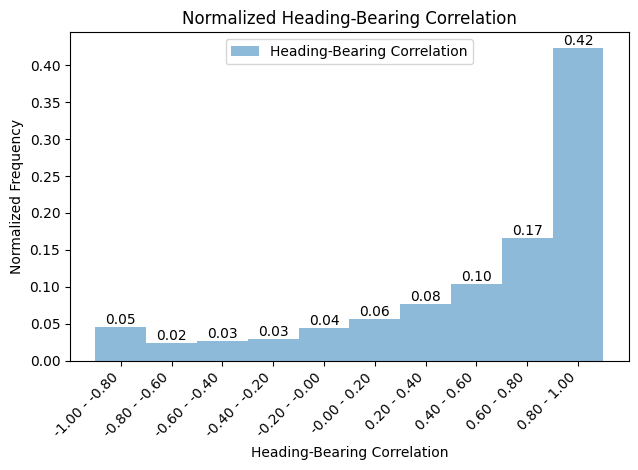 Normalized Heading-Bearing Correlation
Heading-Bearing Correlation
Normalized Frequency
0.40
0.35
0.30
0.25
0.20
0.15
0.10
0.05
0.00
0.05
0.02
0.03
0.03
0.04
0.06
0.08
0.10
0.17
0.42
-1.00 - -0.80
-0.80 - -0.60
-0.60 - -0.40
-0.40 - -0.20
-0.20 - -0.00
-0.00 - 0.20
0.20 - 0.40
0.40 - 0.60
0.60 - 0.80
0.80 - 1.00
Heading-Bearing Correlation